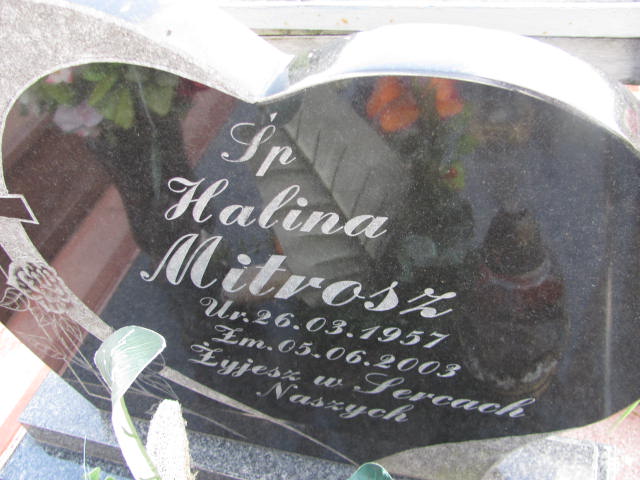 Śp
Halina
Mitrosz
Ur.26.03.1957
Zm.05.06.2003
Żyjesz w Sercach
Naszych